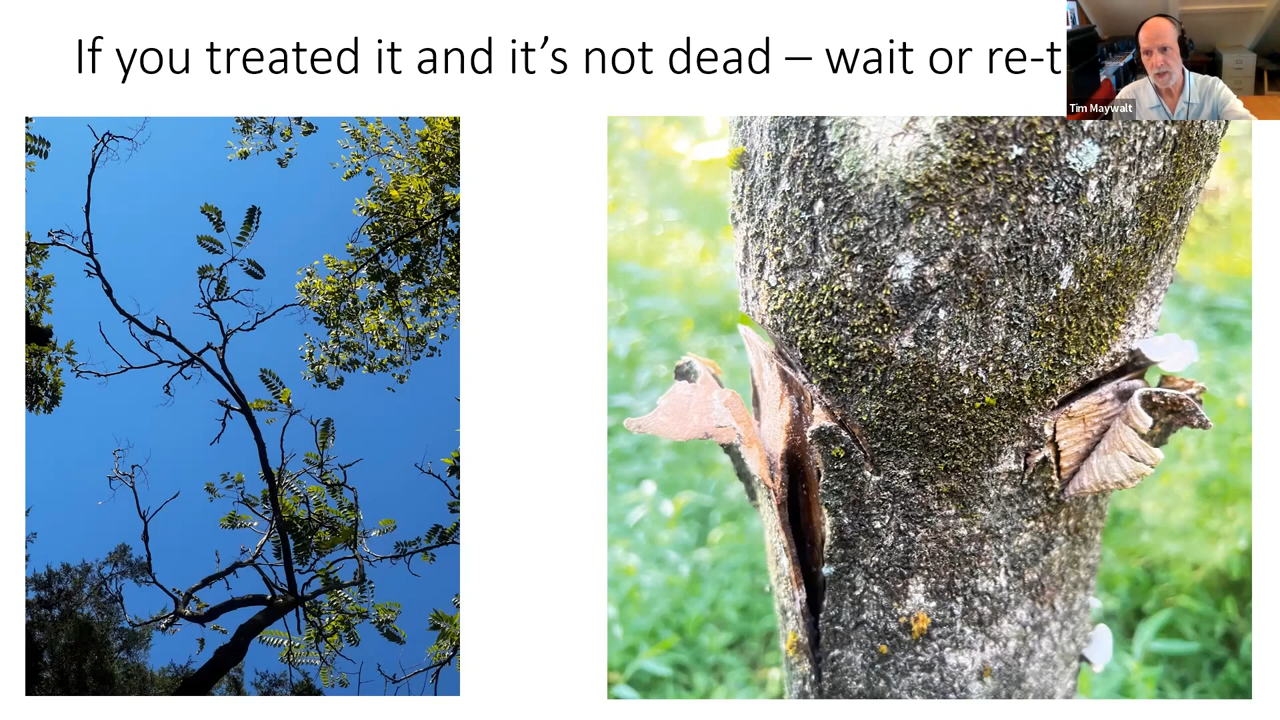 If you treated it and it’s not dead – wait or re-t
Tim Maywalt